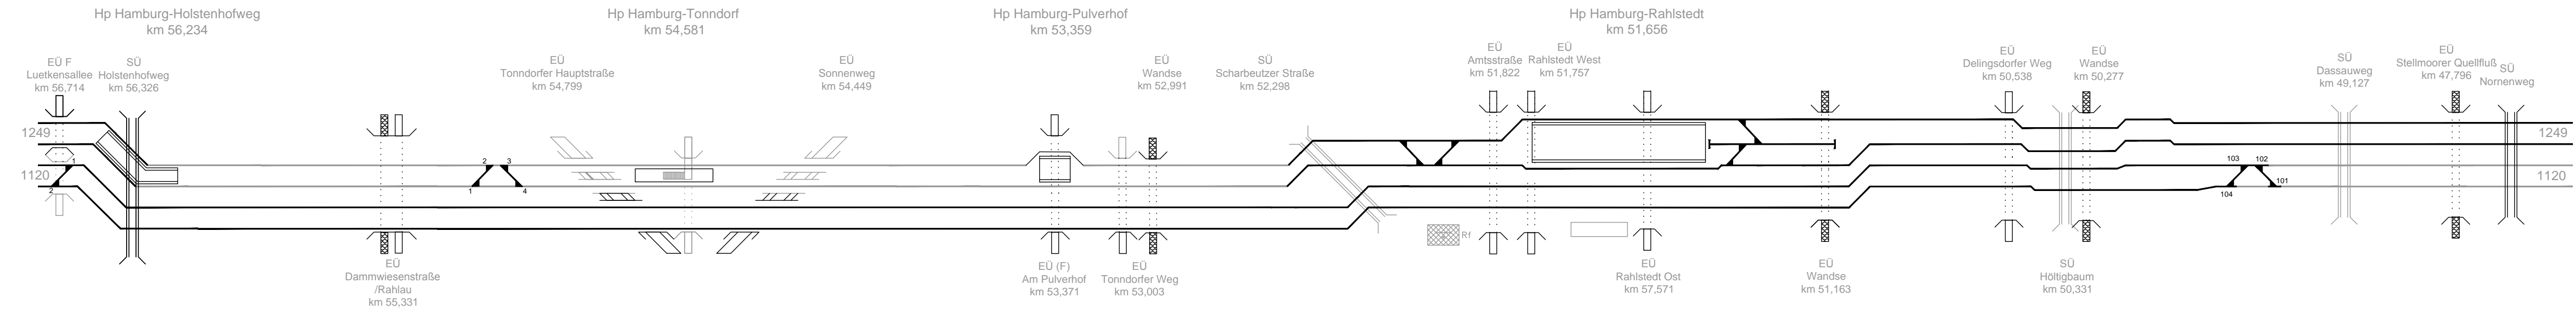 Hp Hamburg-Holstenhofweg
km 56,234
Hp Hamburg-Tonndorf
km 54,581
Hp Hamburg-Pulverhof
km 53,359
Hp Hamburg-Rahlstedt
km 51,656
EÜ F
Luetkensallee
km 56,714
SÜ
Holstenhofweg
km 56,326
EÜ
Tonndorfer Hauptstraße
km 54,799
EÜ
Sonnenweg
km 54,449
EÜ
Wandse
km 52,991
SÜ
Scharbeutzer Straße
km 52,298
EÜ
Amtsstraße
km 51,822
EÜ
Rahlstedt West
km 51,757
EÜ
Delingsdorfer Weg
km 50,538
EÜ
Wandse
km 50,277
SÜ
Dassauweg
km 49,127
EÜ
Stellmoorer Quellfluß
km 47,796
SÜ
Nornenweg
1249
1120
1
2
2
3
1
4
103
102
104
101
1249
1120
Rf
EÜ
Dammwiesenstraße
/Rahlau
km 55,331
EÜ (F)
Am Pulverhof
km 53,371
EÜ
Tonndorfer Weg
km 53,003
EÜ
Rahlstedt Ost
km 57,571
EÜ
Wandse
km 51,163
SÜ
Höltigbaum
km 50,331